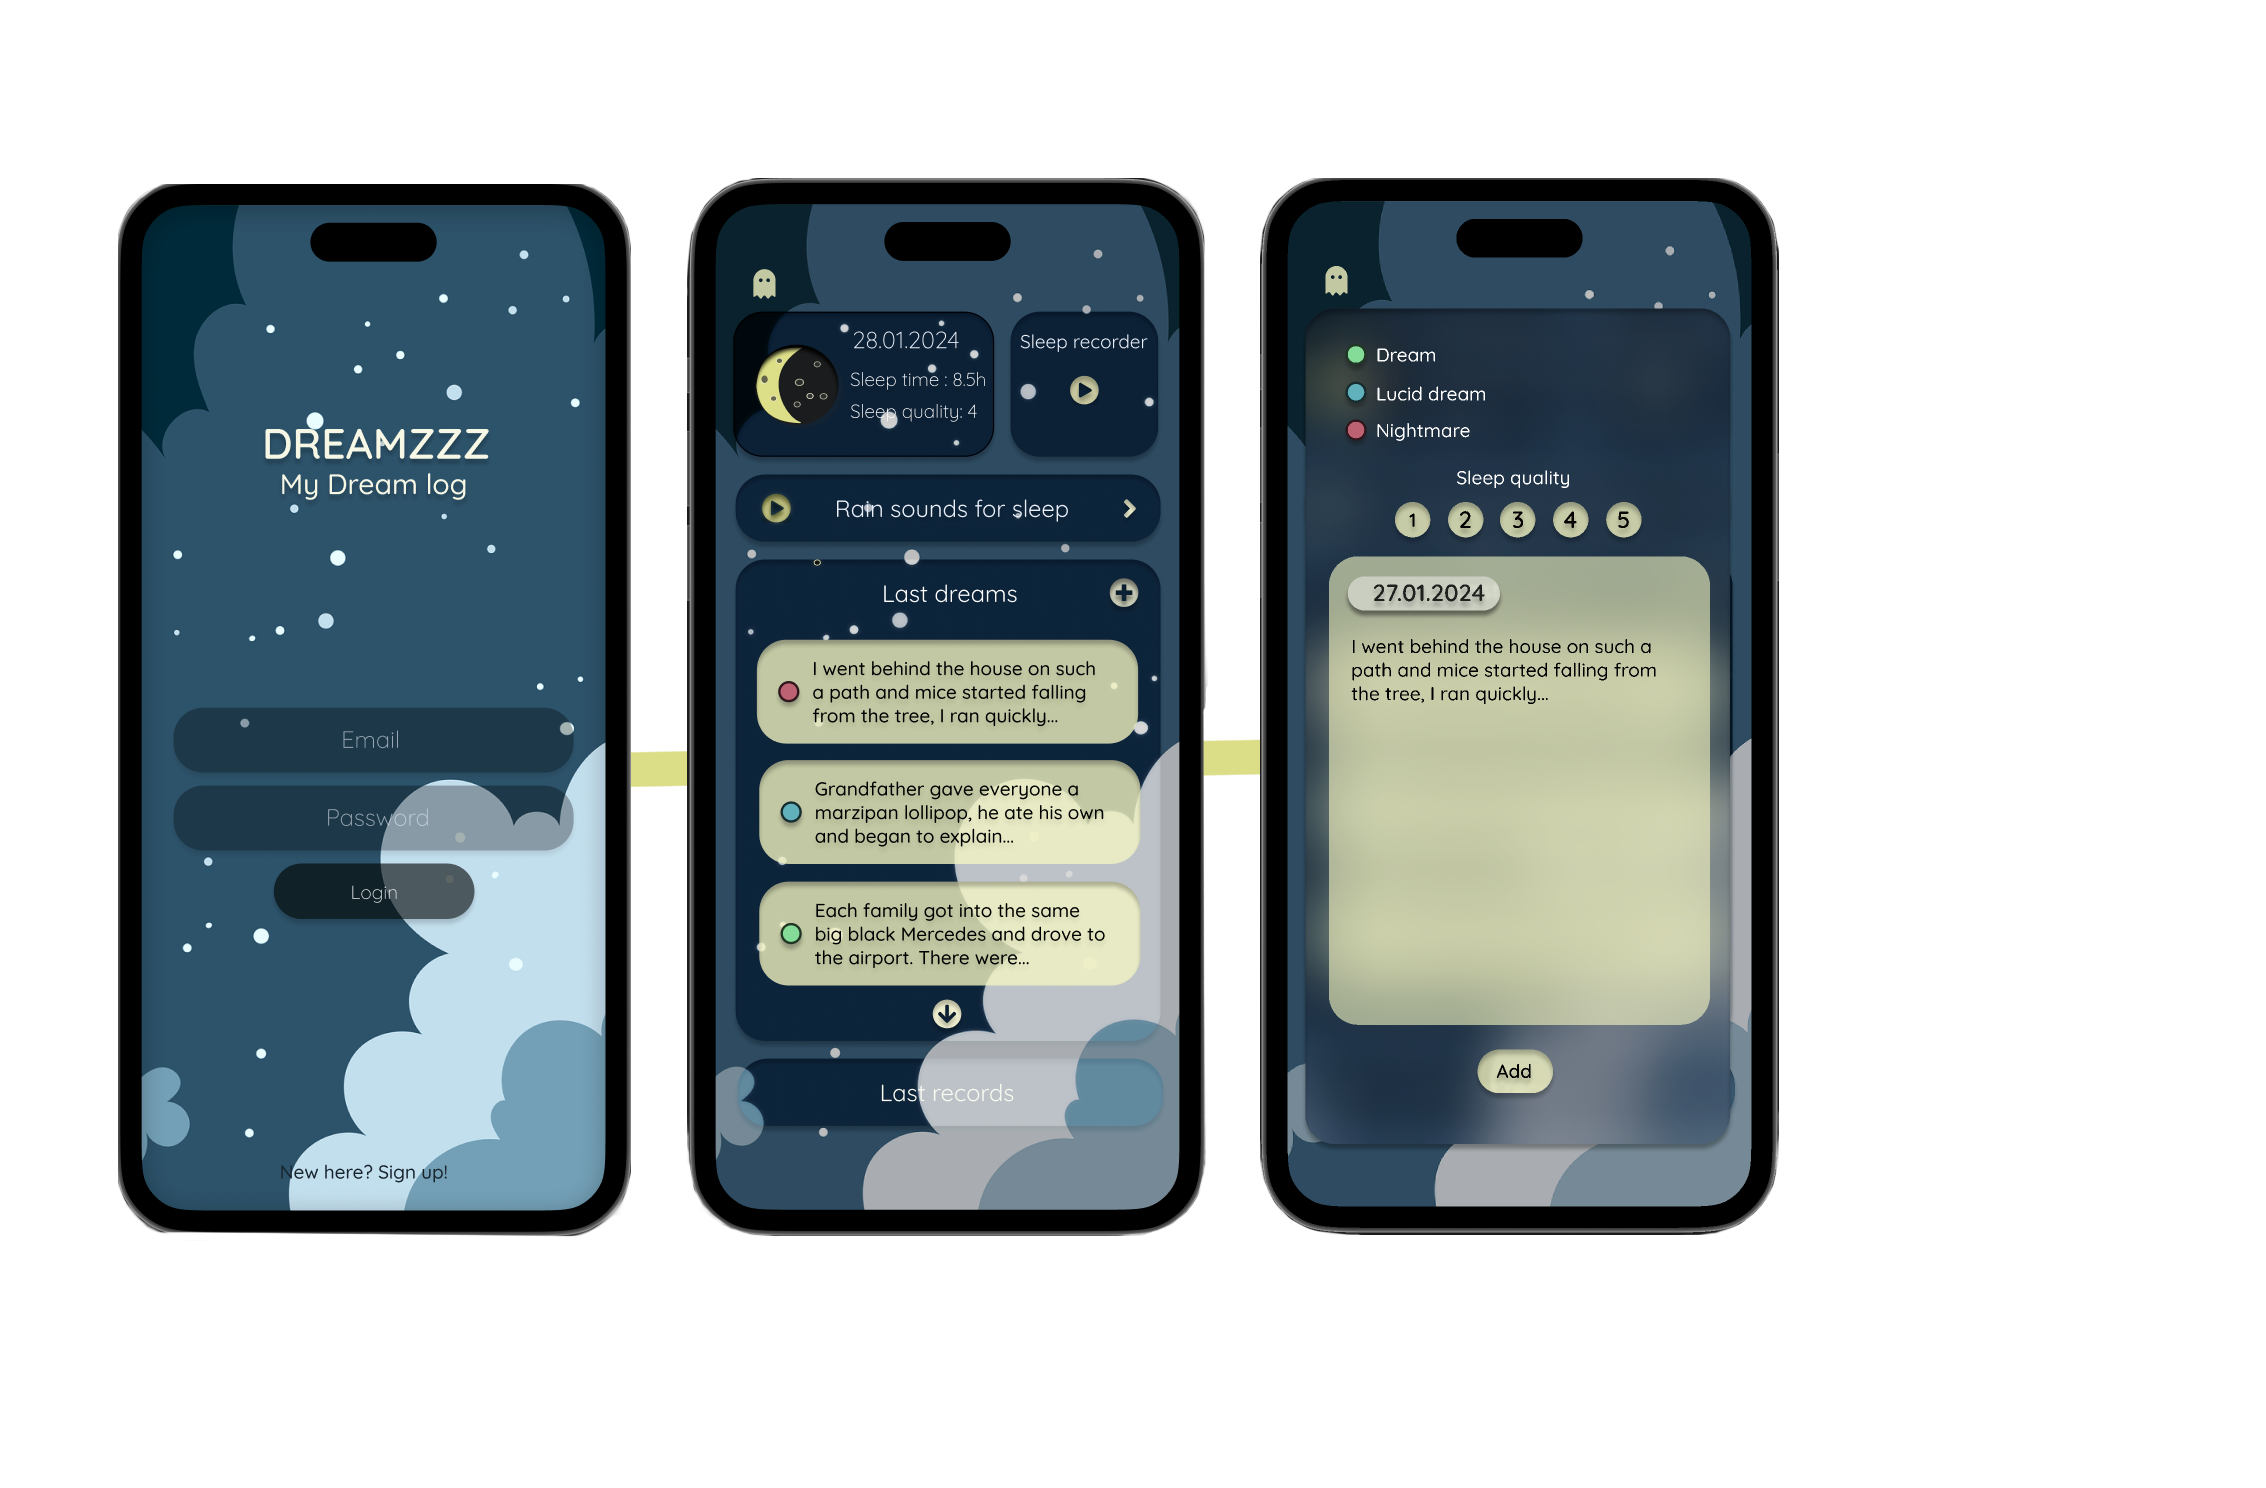 DREAMZZZ
My Dream log
Email
Password
Login
New here? Sign up!
28.01.2024
Sleep time : 8.5h
Sleep quality: 4
Sleep recorder
Rain sounds for sleep
Last dreams
I went behind the house on such
a path and mice started falling
from the tree, I ran quickly...
Grandfather gave everyone a
marzipan lollipop, he ate his own
and began to explain...
Each family got into the same
big black Mercedes and drove to
the airport. There were...
Last records
Dream
Lucid dream
Nightmare
Sleep quality
1 2 3 4 5
27.01.2024
I went behind the house on such a
path and mice started falling from
the tree, I ran quickly...
Add